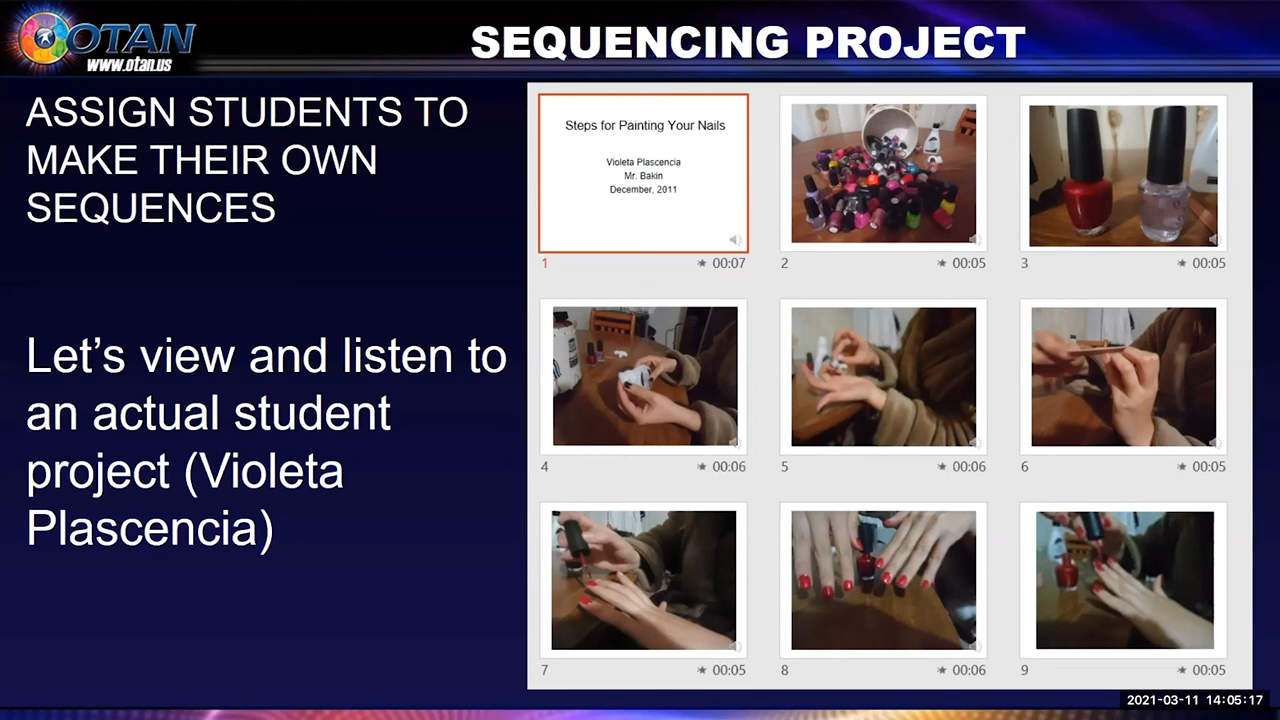 OTAN
www.otan.us
SEQUENCING PROJECT
ASSIGN STUDENTS TO
MAKE THEIR OWN
SEQUENCES
Let's view and listen to
an actual student
project (Violeta
Plascencia)
Steps for Painting Your Nails
Violeta Plascencia
Mr. Bakin
December, 2011
1 00:07
2 00:05
3 00:05
4 00:06
5 00:06
6 00:05
7 00:05
8 00:06
9 00:05
2021-03-11 14:05:17